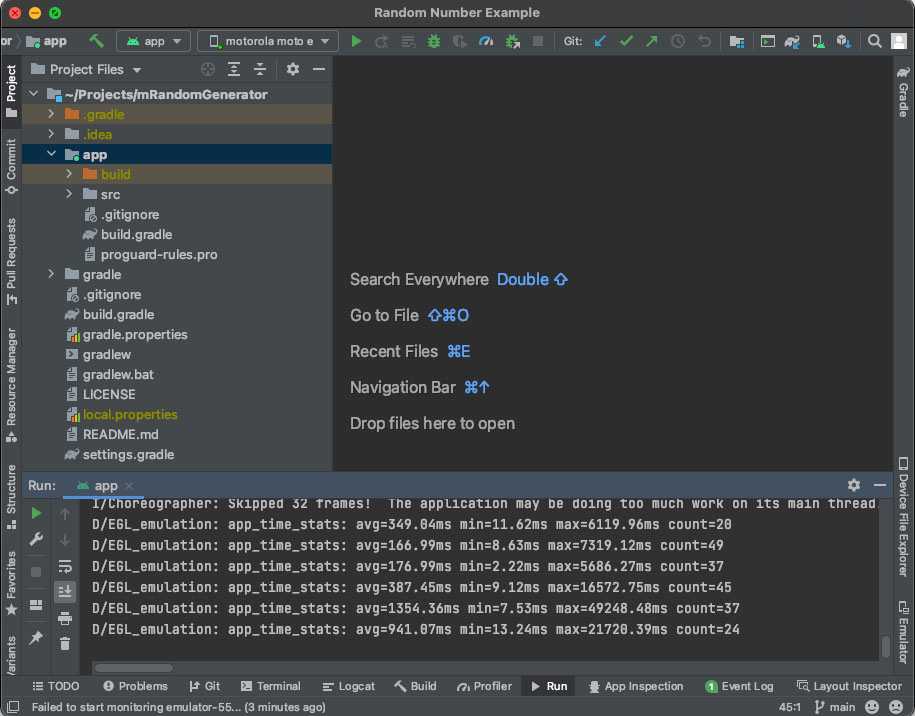 Random Number Example
or
app
app
motorola moto e
Git:
Project Files
~/Projects/mRandomGenerator
.gradle
.idea
app
build
src
.gitignore
build.gradle
proguard-rules.pro
gradle
.gitignore
build.gradle
gradle.properties
gradlew
gradlew.bat
LICENSE
local.properties
README.md
settings.gradle
Project
Commit
Pull Requests
Resource Manager
Structure
Favorites
/ariants
Search Everywhere Double ⇧
Go to File ⇧⌘O
Recent Files ⌘E
Navigation Bar ⌘↑
Drop files here to open
Gradle
Device File Explorer
Emulator
Run:
app
I/Choreographer: Skipped 32 frames!  The application may be doing too much work on its main thread.
D/EGL_emulation: app_time_stats: avg=349.04ms min=11.62ms max=6119.96ms count=20
D/EGL_emulation: app_time_stats: avg=166.99ms min=8.63ms max=7319.12ms count=49
D/EGL_emulation: app_time_stats: avg=176.99ms min=2.22ms max=5686.27ms count=37
D/EGL_emulation: app_time_stats: avg=387.45ms min=9.12ms max=16572.75ms count=45
D/EGL_emulation: app_time_stats: avg=1354.36ms min=7.53ms max=49248.48ms count=37
D/EGL_emulation: app_time_stats: avg=941.07ms min=13.24ms max=21720.39ms count=24
TODO
Problems
Git
Terminal
Logcat
Build
Profiler
Run
App Inspection
1 Event Log
Layout Inspector
Failed to start monitoring emulator-55... (3 minutes ago)
45:1
main